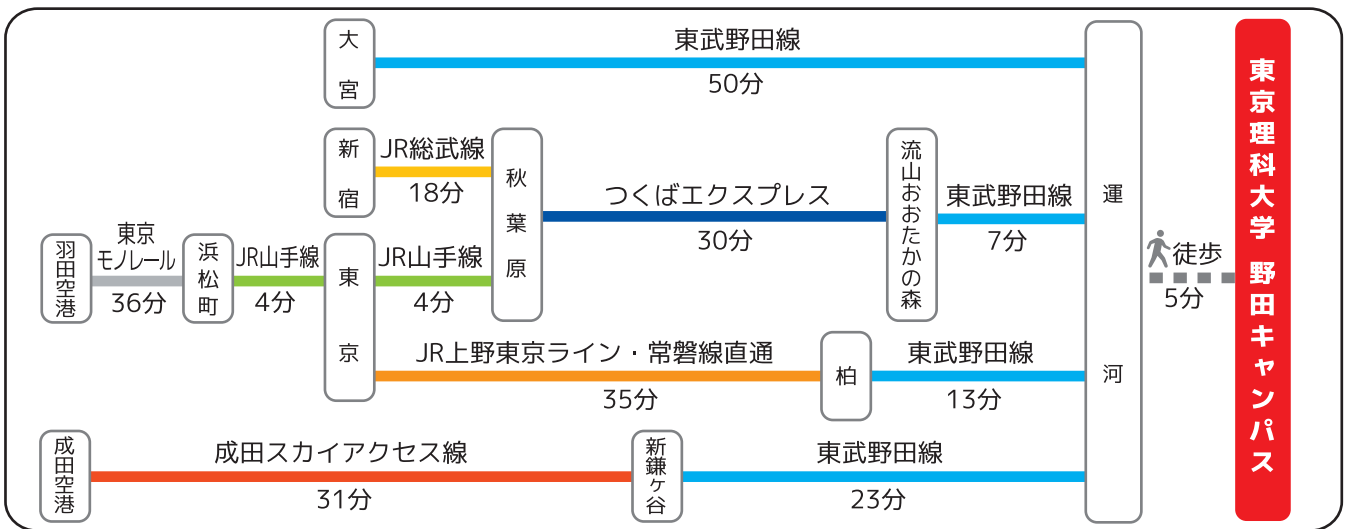 大宮
東武野田線
50分
新宿
JR総武線
18分
秋葉原
つくばエクスプレス
30分
流山おおたかの森
東武野田線
7分
羽田空港
東京
モノレール
36分
浜松町
JR山手線
4分
東京
JR山手線
4分
JR上野東京ライン・常磐線直通
35分
柏
東武野田線
13分
成田空港
成田スカイアクセス線
31分
新鎌ヶ谷
東武野田線
23分
運河
徒歩
5分
東京理科大学 野田キャンパス